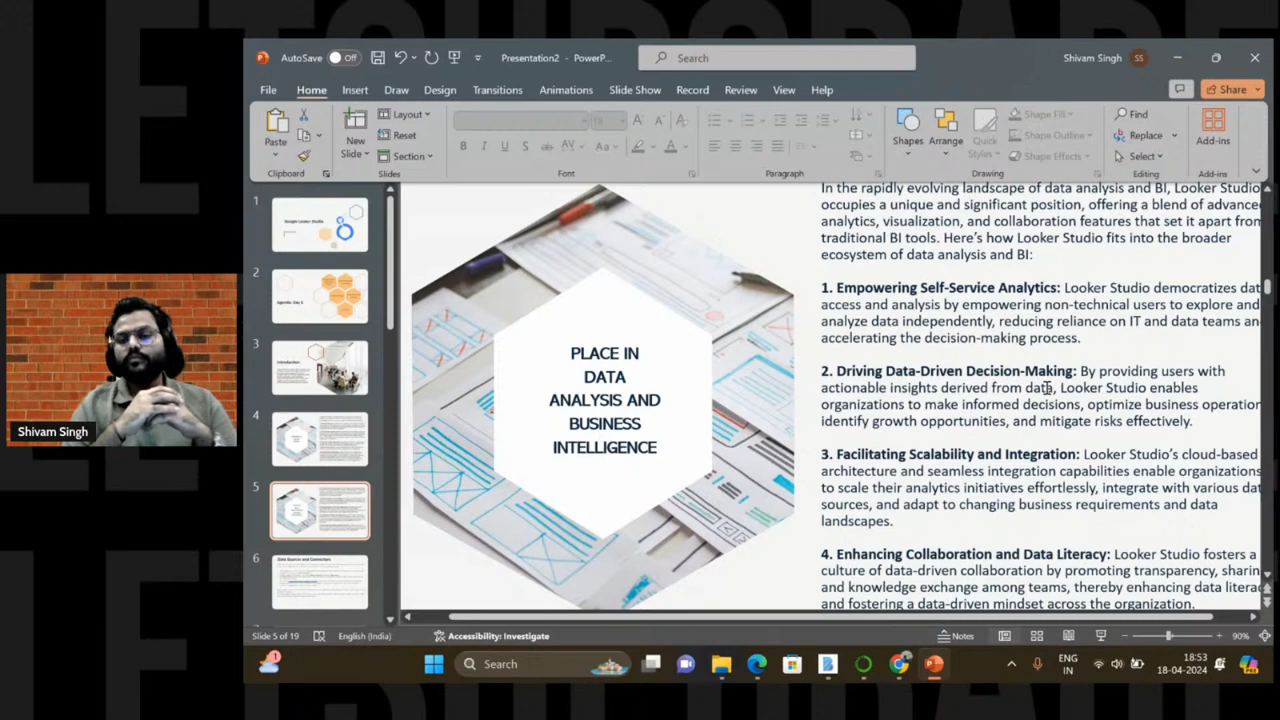 AutoSave
Off
Presentation2 - PowerP...
Search
Shivam Singh
SS
File
Home
Insert
Draw
Design
Transitions
Animations
Slide Show
Record
Review
View
Help
Share
Paste
Clipboard
New
Slide
Layout
Reset
Section
Slides
18
Font
Paragraph
Shapes
Arrange
Quick
Styles
Shape Fill
Shape Outline
Shape Effects
Drawing
Find
Replace
Select
Editing
Add-ins
Add-ins
1
Google Looker Studio
2
Agenda: Day 1
3
Introduction
4
5
6
Data Sources and Connectors
PLACE IN
DATA
ANALYSIS AND
BUSINESS
INTELLIGENCE
In the rapidly evolving landscape of data analysis and BI, Looker Studio
occupies a unique and significant position, offering a blend of advance
analytics, visualization, and collaboration features that set it apart from
traditional BI tools. Here's how Looker Studio fits into the broader
ecosystem of data analysis and BI:
1. Empowering Self-Service Analytics: Looker Studio democratizes dat
access and analysis by empowering non-technical users to explore and
analyze data independently, reducing reliance on IT and data teams an
accelerating the decision-making process.
2. Driving Data-Driven Decision-Making: By providing users with
actionable insights derived from data, Looker Studio enables
organizations to make informed decisions, optimize business operation
identify growth opportunities, and mitigate risks effectively.
3. Facilitating Scalability and Integration: Looker Studio's cloud-based
architecture and seamless integration capabilities enable organizations
to scale their analytics initiatives effortlessly, integrate with various dat
sources, and adapt to changing business requirements and data
landscapes.
4. Enhancing Collaboration and Data Literacy: Looker Studio fosters a
culture of data-driven collaboration by promoting transparency, sharin
and knowledge exchange among teams, thereby enhancing data literac
and fostering a data-driven mindset across the organization.
Shivam Singh
Slide 5 of 19
English (India)
Accessibility: Investigate
Notes
90%
1
Search
ENG
IN
18:53
18-04-2024